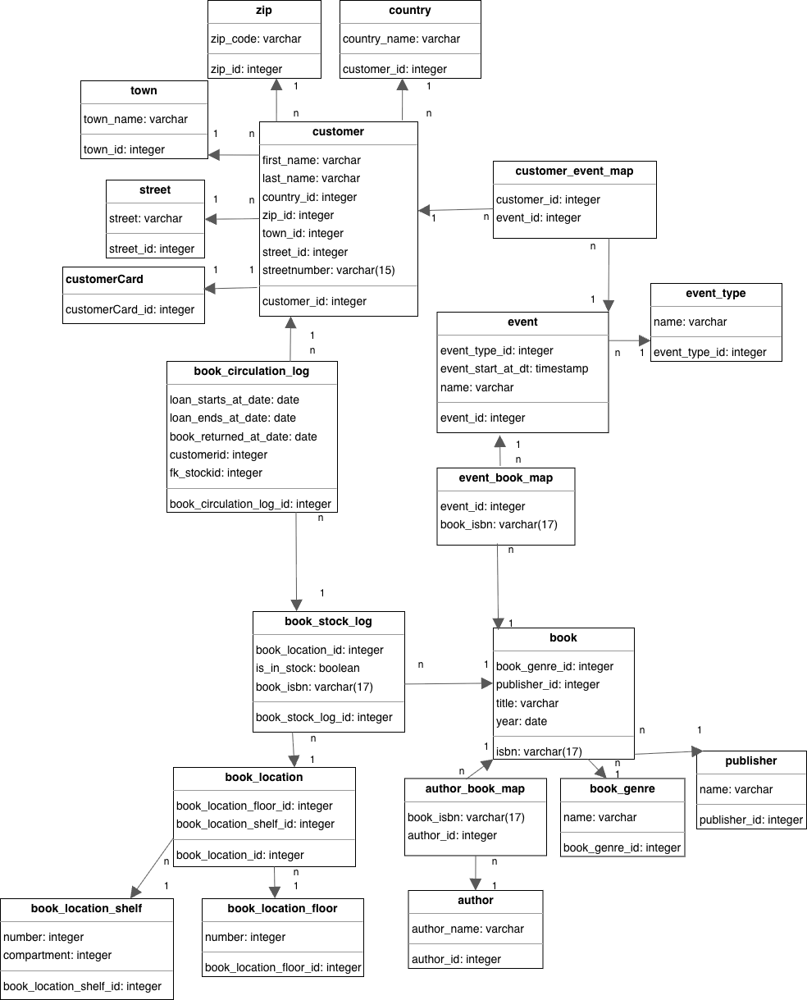 zip
zip_code: varchar
zip_id: integer
country
country_name: varchar
customer_id: integer
1
n
1
n
town
town_name: varchar
town_id: integer
1
n
customer
first_name: varchar
last_name: varchar
country_id: integer
zip_id: integer
town_id: integer
street_id: integer
streetnumber: varchar(15)
customer_id: integer
street
street: varchar
street_id: integer
1
n
customerCard
customerCard_id: integer
1
1
customer_event_map
customer_id: integer
event_id: integer
1
n
n
1
event
event_type_id: integer
event_start_at_dt: timestamp
name: varchar
event_id: integer
n
1
event_type
name: varchar
event_type_id: integer
1
n
book_circulation_log
loan_starts_at_date: date
loan_ends_at_date: date
book_returned_at_date: date
customerid: integer
fk_stockid: integer
book_circulation_log_id: integer
n
1
1
n
event_book_map
event_id: integer
book_isbn: varchar(17)
n
1
book_stock_log
book_location_id: integer
is_in_stock: boolean
book_isbn: varchar(17)
book_stock_log_id: integer
n
1
book
book_genre_id: integer
publisher_id: integer
title: varchar
year: date
isbn: varchar(17)
n
1
n
1
publisher
name: varchar
publisher_id: integer
1
n
author_book_map
book_isbn: varchar(17)
author_id: integer
n
1
book_genre
name: varchar
book_genre_id: integer
book_location
book_location_floor_id: integer
book_location_shelf_id: integer
book_location_id: integer
n
1
n
1
n
1
book_location_shelf
number: integer
compartment: integer
book_location_shelf_id: integer
book_location_floor
number: integer
book_location_floor_id: integer
author
author_name: varchar
author_id: integer